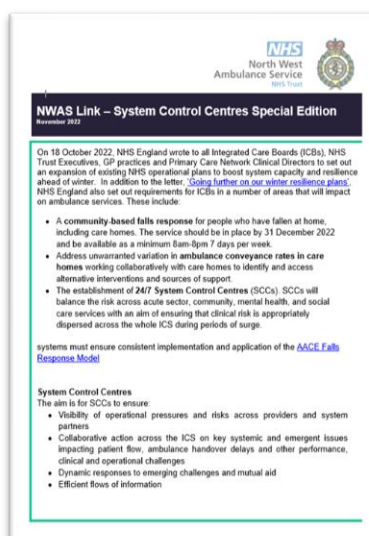 NHS
North West
Ambulance Service
NHS Trust
NWAS Link – System Control Centres Special Edition
November 2022
On 18 October 2022, NHS England wrote to all Integrated Care Boards (ICBs), NHS
Trust Executives, GP practices and Primary Care Network Clinical Directors to set out
an expansion of existing NHS operational plans to boost system capacity and resilience
ahead of winter. In addition to the letter, 'Going further on our winter resilience plans',
NHS England also set out requirements for ICBs in a number of areas that will impact
on ambulance services. These include:
• A community-based falls response for people who have fallen at home,
including care homes. The service should be in place by 31 December 2022
and be available as a minimum 8am-8pm 7 days per week.
• Address unwarranted variation in ambulance conveyance rates in care
homes working collaboratively with care homes to identify and access
alternative interventions and sources of support.
• The establishment of 24/7 System Control Centres (SCCs). SCCs will
balance the risk across acute sector, community, mental health, and social
care services with an aim of ensuring that clinical risk is appropriately
dispersed across the whole ICS during periods of surge.
systems must ensure consistent implementation and application of the AACE Falls
Response Model
System Control Centres
The aim is for SCCs to ensure:
• Visibility of operational pressures and risks across providers and system
partners
• Collaborative action across the ICS on key systemic and emergent issues
impacting patient flow, ambulance handover delays and other performance,
clinical and operational challenges
• Dynamic responses to emerging challenges and mutual aid
• Efficient flows of information